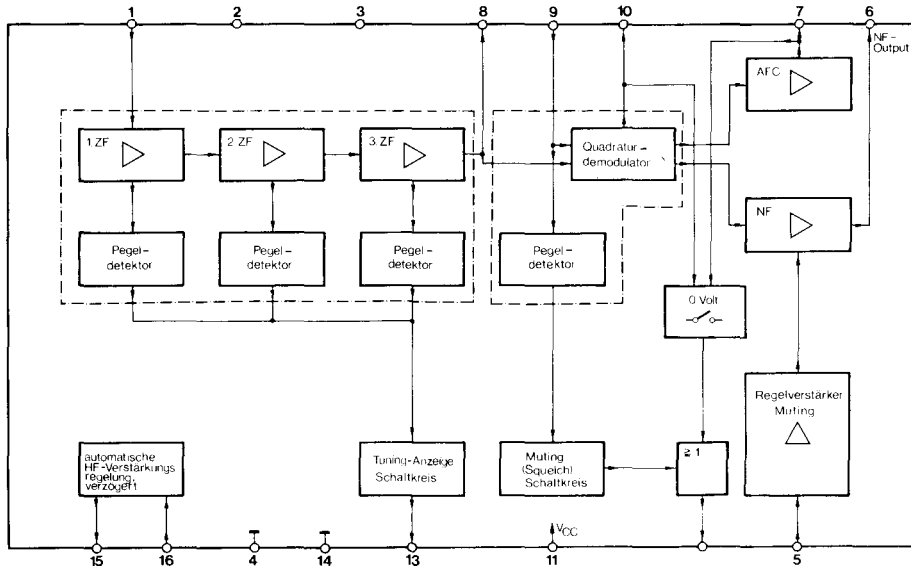 1
2
3
8
9
10
7
6
NF-
Output
AFC
1. ZF
2. ZF
3. ZF
Quadratur-
demodulator
NF
Pegel-
detektor
Pegel-
detektor
Pegel-
detektor
Pegel-
detektor
0 Volt
Regelverstärker
Muting
automatische
HF-Verstärkungs
regelung,
verzögert
Tuning-Anzeige
Schaltkreis
Muting
(Squelch)
Schaltkreis
≥ 1
VCC
15
16
4
14
13
11
5